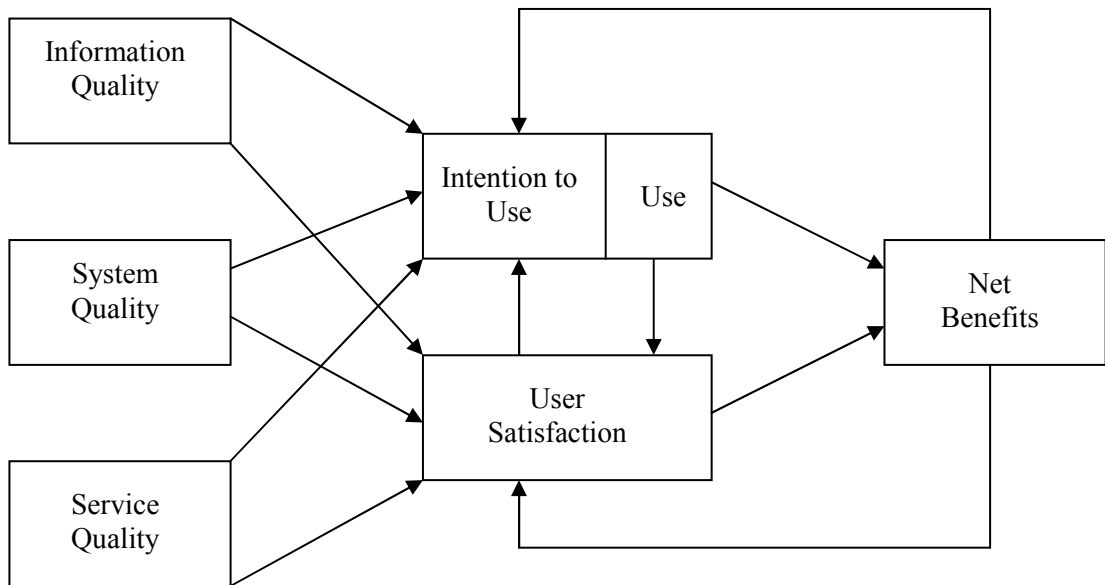 Information
Quality
Intention to
Use
Use
System
Quality
Net
Benefits
User
Satisfaction
Service
Quality